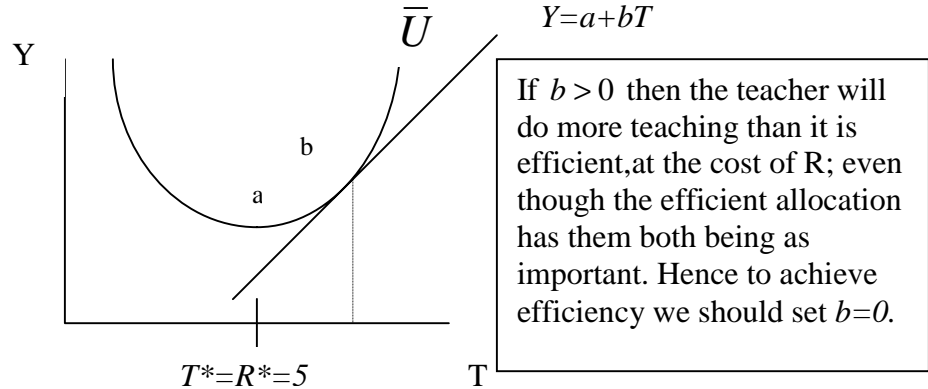 Y=a+bT
U̅
Y
If b > 0 then the teacher will
do more teaching than it is
efficient,at the cost of R; even
though the efficient allocation
has them both being as
important. Hence to achieve
efficiency we should set b=0.
b
a
T*=R*=5
T